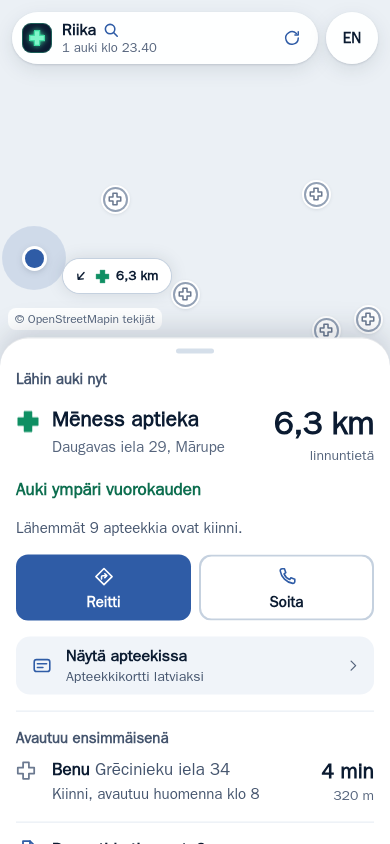 Riika
1 auki klo 23.40
EN
6,3 km
© OpenStreetMapin tekijät
Lähin auki nyt
Mēness aptieka
6,3 km
Daugavas iela 29, Mārupe
linnuntietä
Auki ympäri vuorokauden
Lähemmät 9 apteekkia ovat kiinni.
Reitti
Soita
Näytä apteekissa
Apteekkikortti latviaksi
Avautuu ensimmäisenä
Benu Grēcinieku iela 34
4 min
Kiinni, avautuu huomenna klo 8
320 m